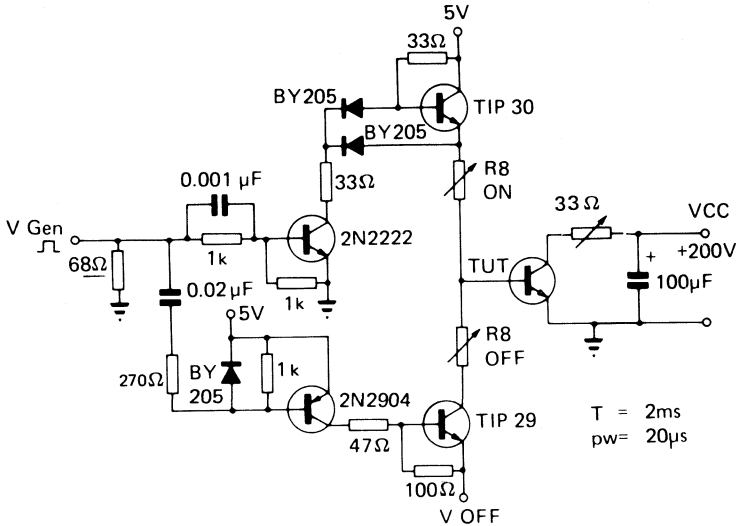 5V
33Ω
BY205
TIP 30
BY205
R8
ON
0.001 µF
33Ω
33Ω
VCC
V Gen
2N2222
+200V
68Ω
1k
TUT
+
100µF
0.02µF
1k
5V
R8
OFF
270Ω
BY
205
1k
2N2904
TIP 29
T = 2ms
47Ω
pw= 20µs
100Ω
V OFF